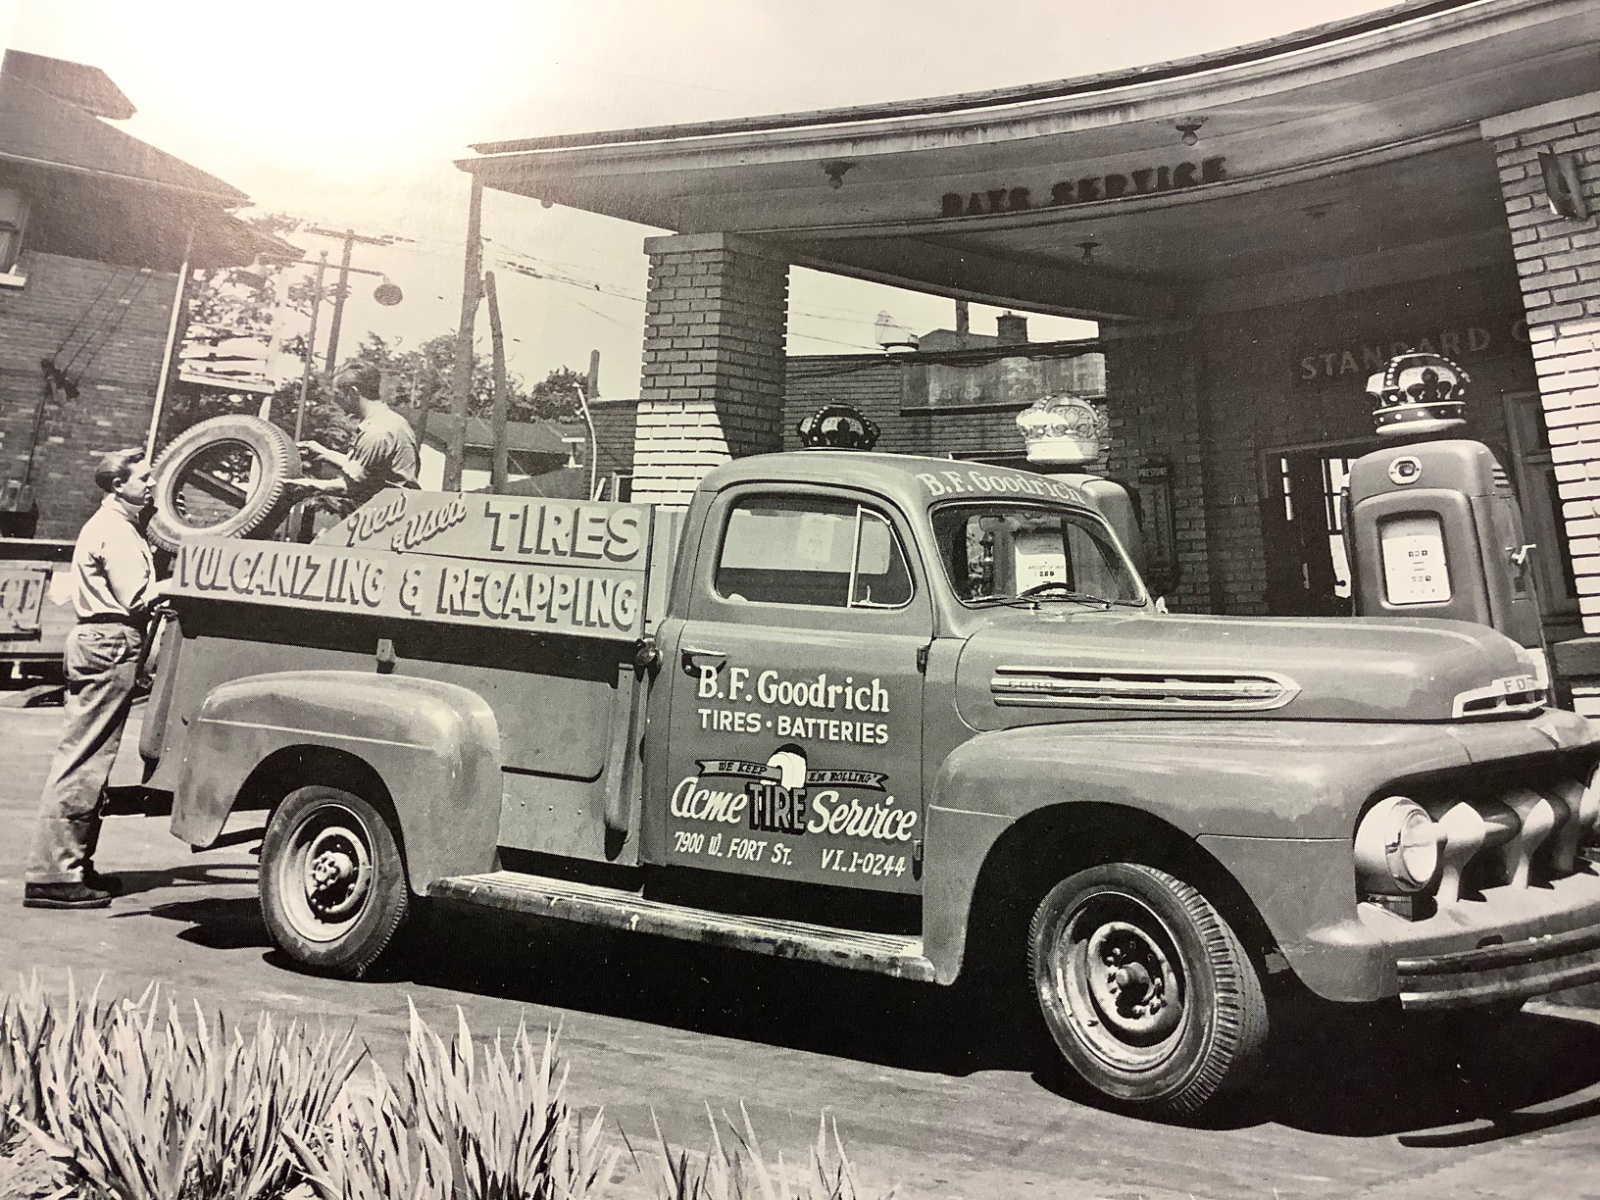 DAYS SERVICE
STANDARD
B.F. Goodrich
New & Used TIRES
VULCANIZING & RECAPPING
FORD
FO
B.F. Goodrich
TIRES · BATTERIES
"WE KEEP 'EM ROLLING"
Acme TIRE Service
7900 W. FORT ST. VI.1-0244